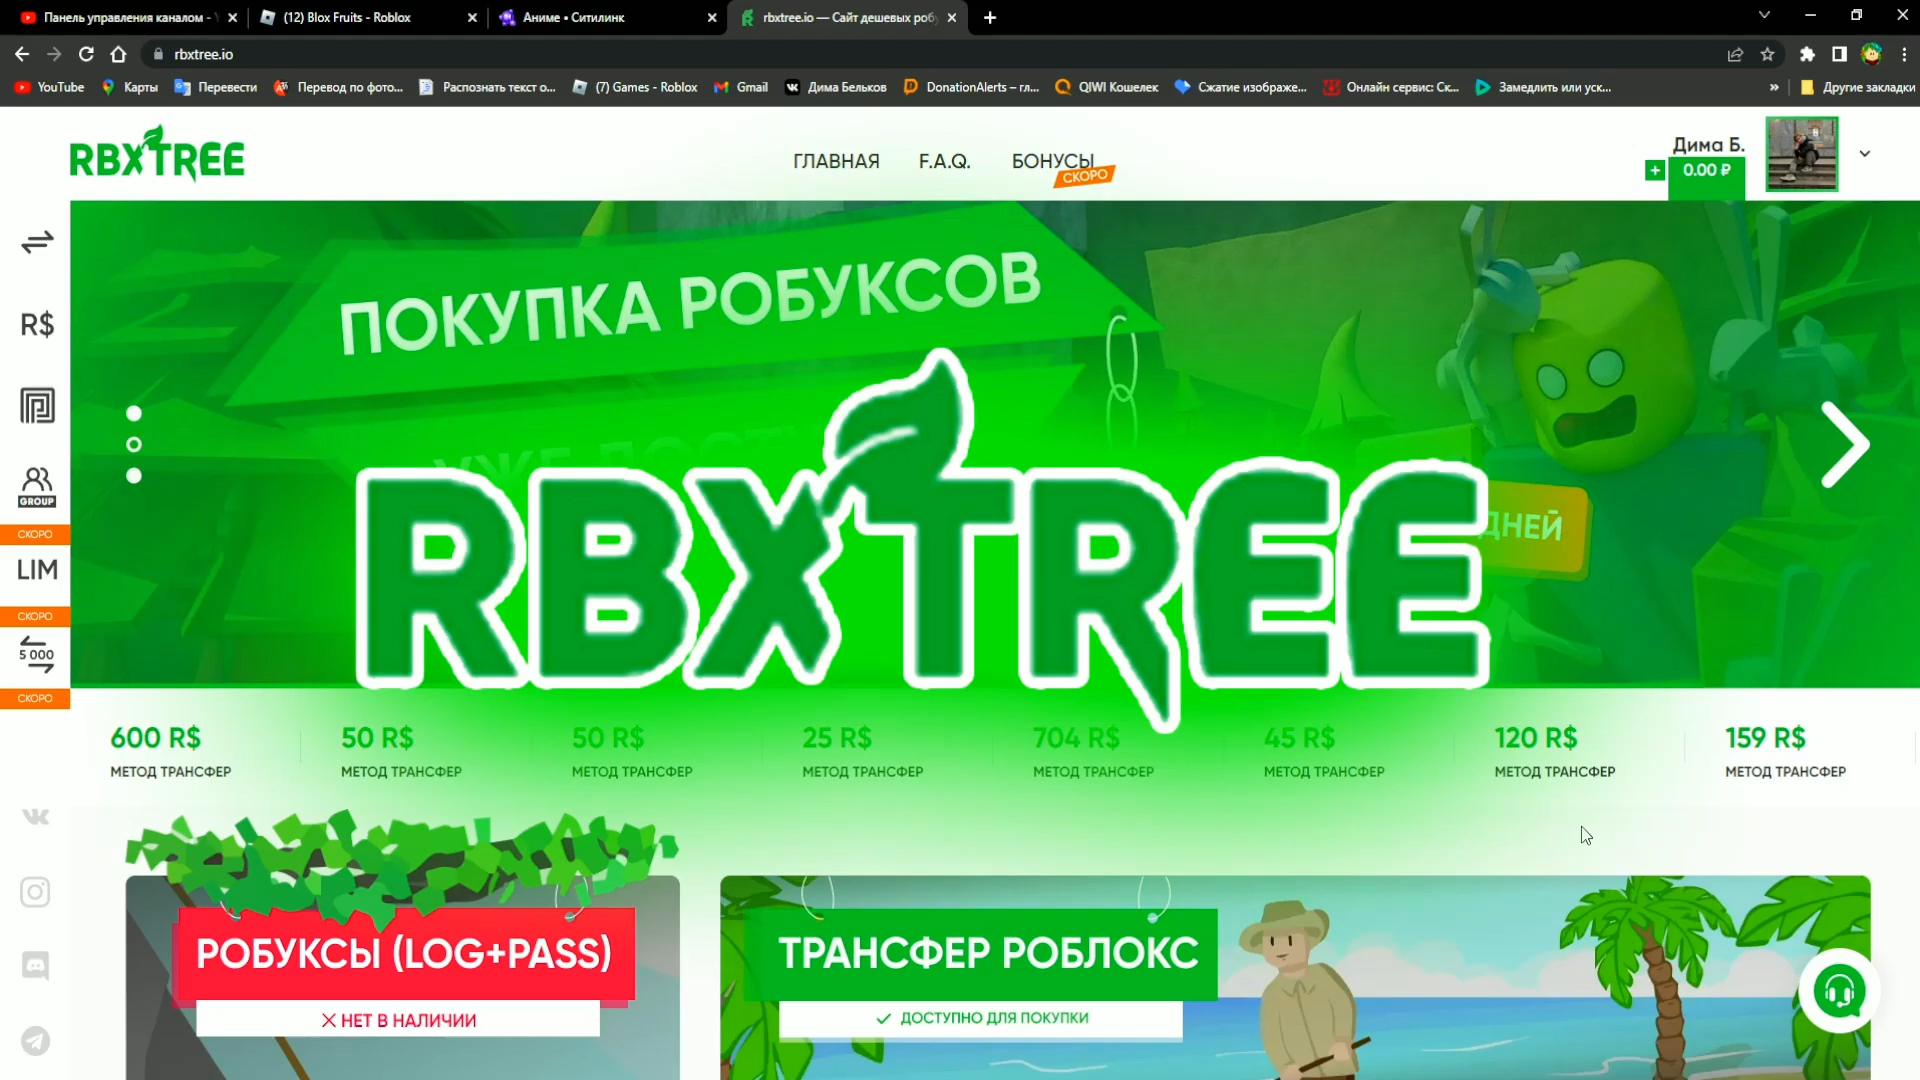 Панель управления каналом -
(12) Blox Fruits - Roblox
Аниме • Ситилинк
rbxtree.io — Сайт дешевых роб
rbxtree.io
YouTube
Карты
Перевести
Перевод по фото...
Распознать текст о...
(7) Games - Roblox
Gmail
Дима Бельков
DonationAlerts – гл...
QIWI Кошелек
Сжатие изображе...
Онлайн сервис: Ск...
Замедлить или уск...
»
Другие закладки
RBXTREE
ГЛАВНАЯ
F.A.Q.
БОНУСЫ
СКОРО
Дима Б.
+
0.00 ₽
R$
GROUP
СКОРО
LIM
СКОРО
5 000
СКОРО
ПОКУПКА РОБУКСОВ
УЖЕ
ДНЕЙ
RBXTREE
600 R$
МЕТОД ТРАНСФЕР
50 R$
МЕТОД ТРАНСФЕР
50 R$
МЕТОД ТРАНСФЕР
25 R$
МЕТОД ТРАНСФЕР
704 R$
МЕТОД ТРАНСФЕР
45 R$
МЕТОД ТРАНСФЕР
120 R$
МЕТОД ТРАНСФЕР
159 R$
МЕТОД ТРАНСФЕР
РОБУКСЫ (LOG+PASS)
НЕТ В НАЛИЧИИ
ТРАНСФЕР РОБЛОКС
ДОСТУПНО ДЛЯ ПОКУПКИ